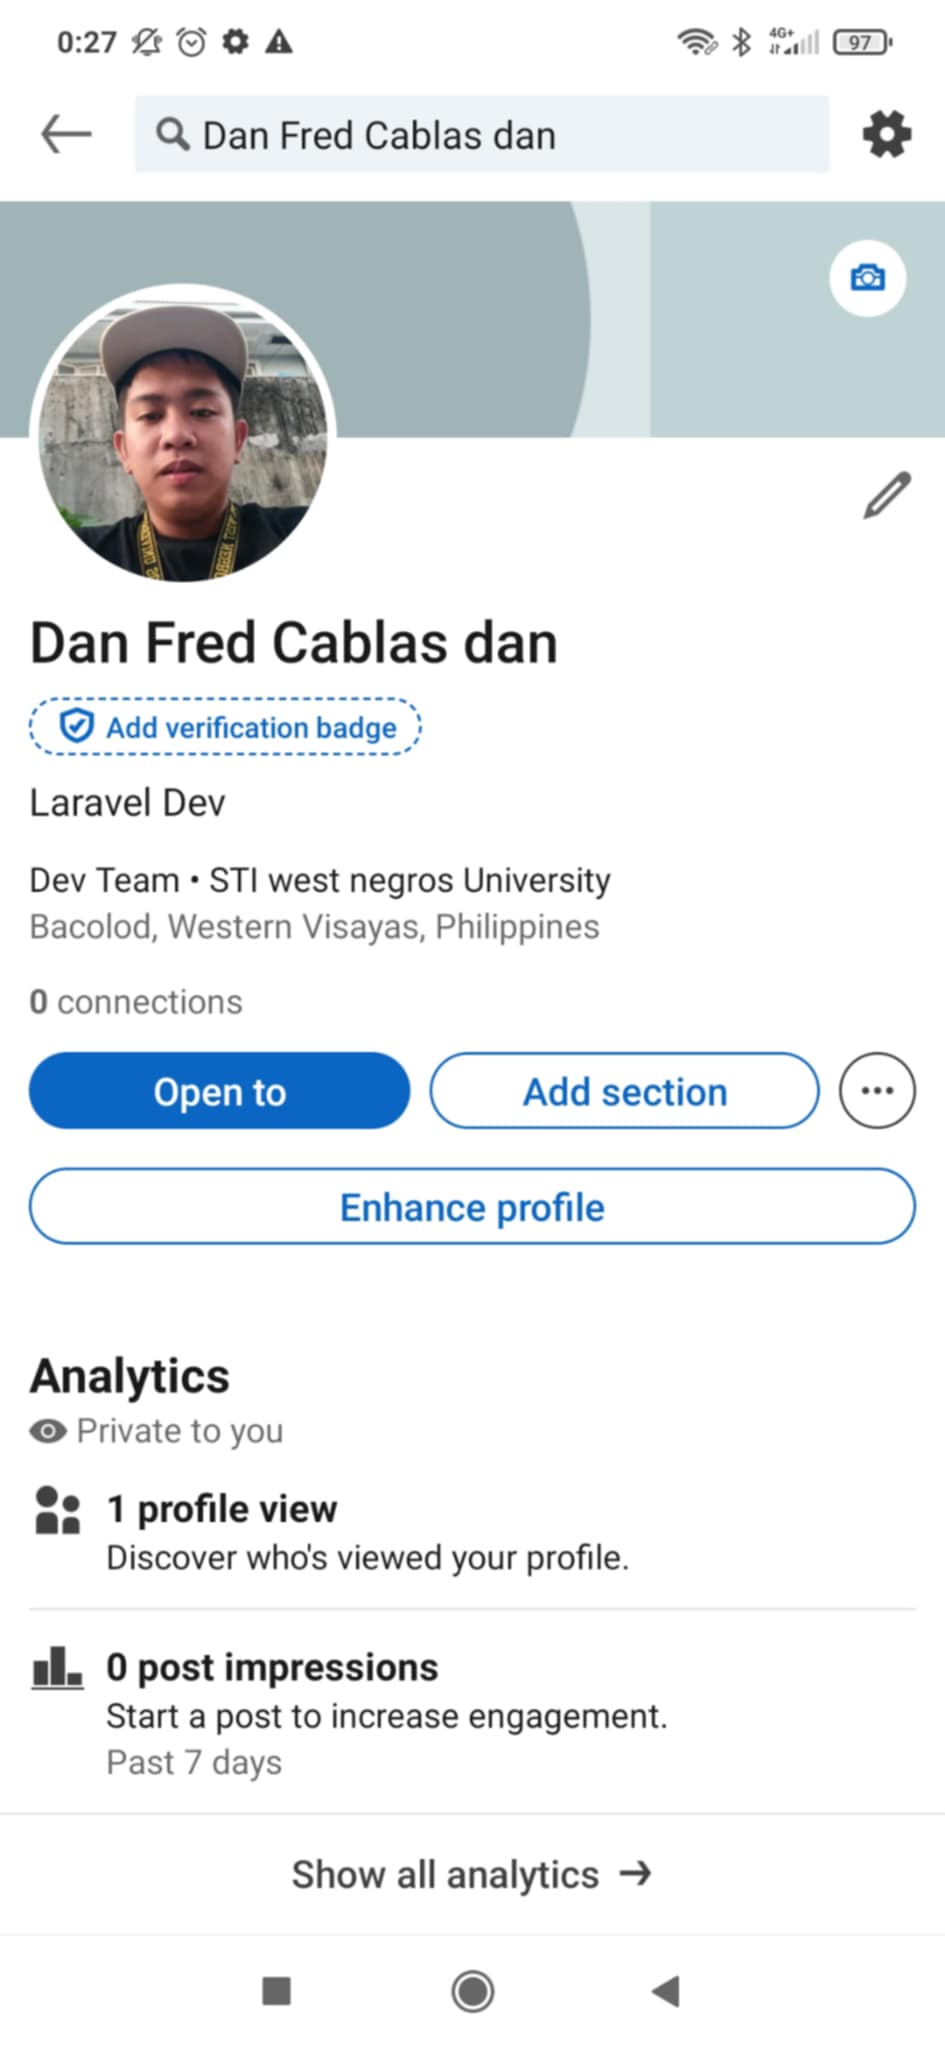 0:27
4G+
97
Dan Fred Cablas dan
Dan Fred Cablas dan
Add verification badge
Laravel Dev
Dev Team • STI west negros University
Bacolod, Western Visayas, Philippines
0 connections
Open to
Add section
Enhance profile
Analytics
Private to you
1 profile view
Discover who's viewed your profile.
0 post impressions
Start a post to increase engagement.
Past 7 days
Show all analytics →